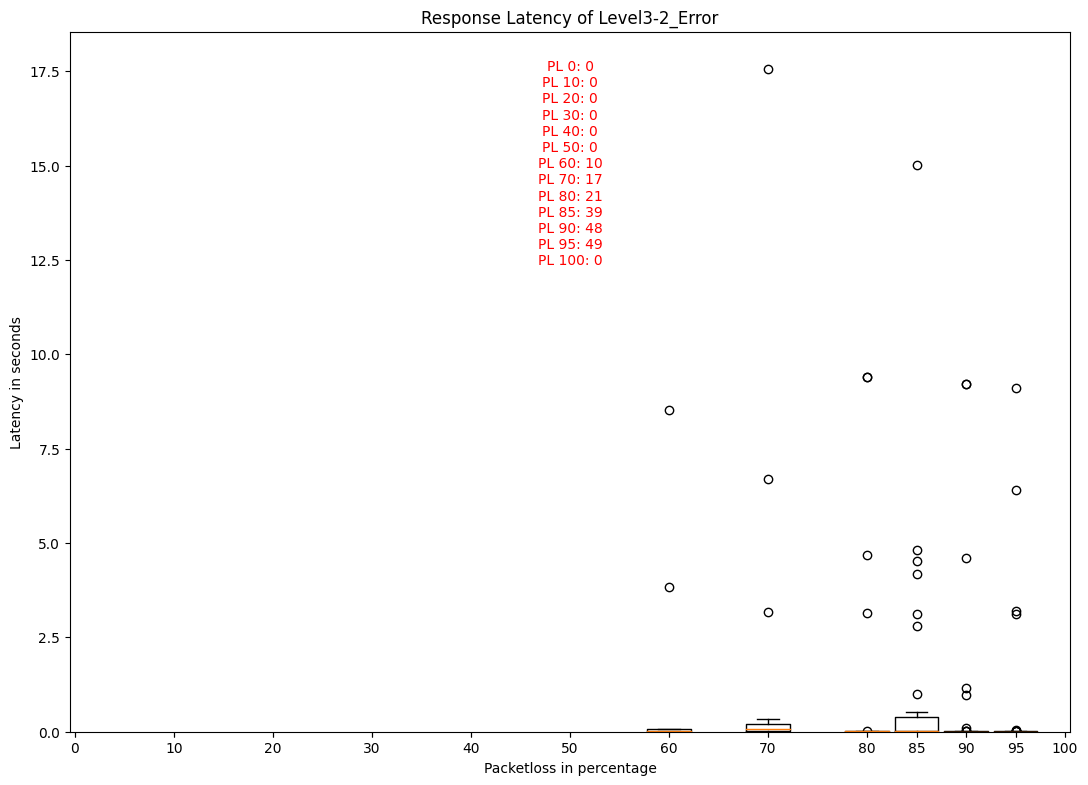 Response Latency of Level3-2_Error
17.5
15.0
12.5
10.0
7.5
5.0
2.5
0.0
Latency in seconds
PL 0: 0
PL 10: 0
PL 20: 0
PL 30: 0
PL 40: 0
PL 50: 0
PL 60: 10
PL 70: 17
PL 80: 21
PL 85: 39
PL 90: 48
PL 95: 49
PL 100: 0
0 10 20 30 40 50 60 70 80 85 90 95 100
Packetloss in percentage